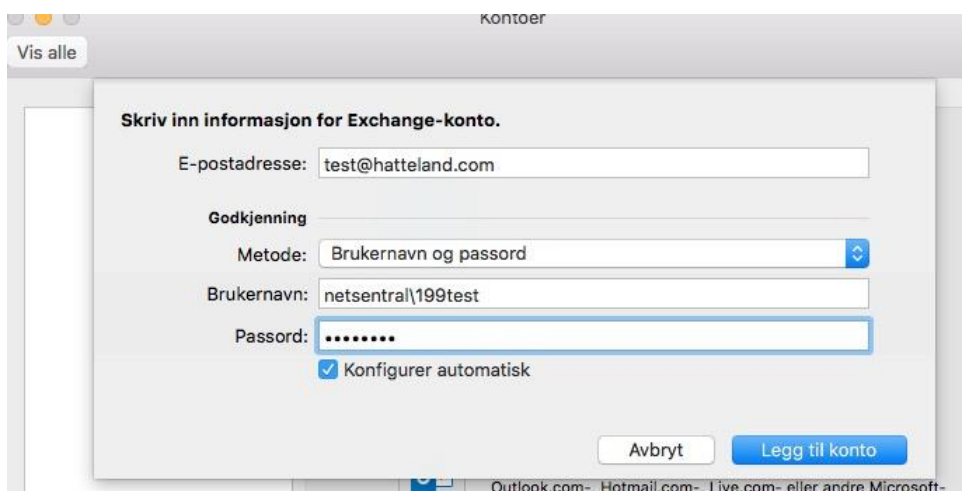 Kontoer
Vis alle
Skriv inn informasjon for Exchange-konto.
E-postadresse: test@hatteland.com
Godkjenning
Metode: Brukernavn og passord
Brukernavn: netsentral\199test
Passord: ••••••••
Konfigurer automatisk
Avbryt Legg til konto
Outlook.com-, Hotmail.com-, Live.com- eller andre Microsoft-